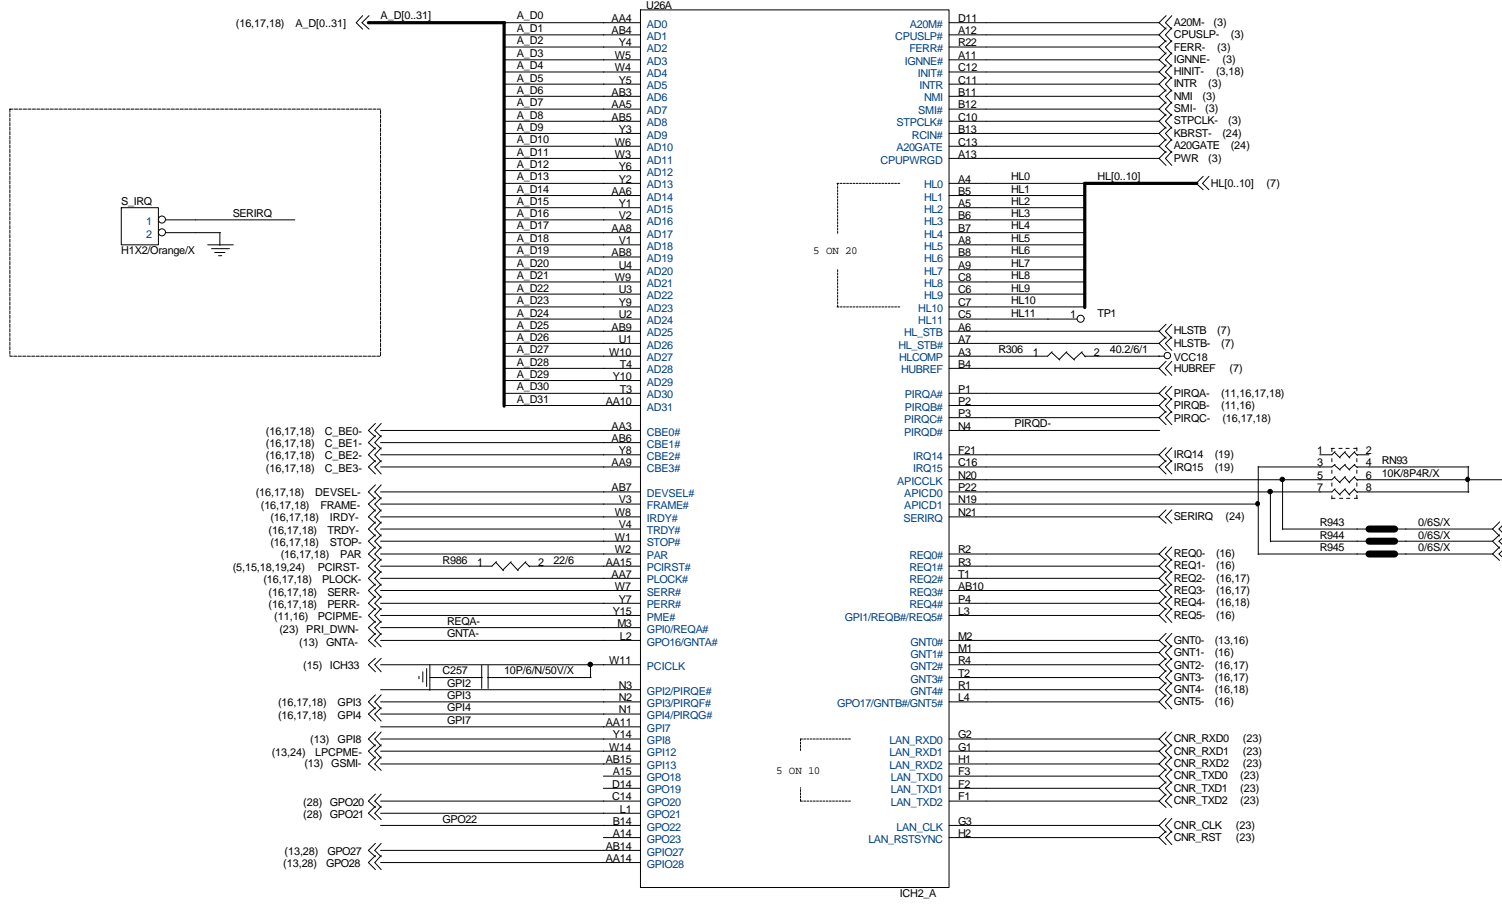 U26A
(16,17,18) A_D[0..31] A_D[0..31]
A_D0 AA4 AD0
A_D1 AB4 AD1
A_D2 Y4 AD2
A_D3 W5 AD3
A_D4 W4 AD4
A_D5 Y5 AD5
A_D6 AB3 AD6
A_D7 AA5 AD7
A_D8 AB5 AD8
A_D9 Y3 AD9
A_D10 W6 AD10
A_D11 W3 AD11
A_D12 Y6 AD12
A_D13 Y2 AD13
A_D14 AA6 AD14
A_D15 Y1 AD15
A_D16 V2 AD16
A_D17 AA8 AD17
A_D18 V1 AD18
A_D19 AB8 AD19
A_D20 U4 AD20
A_D21 W9 AD21
A_D22 U3 AD22
A_D23 Y9 AD23
A_D24 U2 AD24
A_D25 AB9 AD25
A_D26 U1 AD26
A_D27 W10 AD27
A_D28 T4 AD28
A_D29 Y10 AD29
A_D30 T3 AD30
A_D31 AA10 AD31
S_IRQ
1 SERIRQ
2
H1X2/Orange/X
(16,17,18) C_BE0- AA3 CBE0#
(16,17,18) C_BE1- AB6 CBE1#
(16,17,18) C_BE2- Y8 CBE2#
(16,17,18) C_BE3- AA9 CBE3#
(16,17,18) DEVSEL- AB7 DEVSEL#
(16,17,18) FRAME- V3 FRAME#
(16,17,18) IRDY- W8 IRDY#
(16,17,18) TRDY- V4 TRDY#
(16,17,18) STOP- W1 STOP#
(16,17,18) PAR W2 PAR
(5,15,18,19,24) PCIRST- R986 1 2 22/6 AA15 PCIRST#
(16,17,18) PLOCK- AA7 PLOCK#
(16,17,18) SERR- W7 SERR#
(16,17,18) PERR- Y7 PERR#
(11,16) PCIPME- Y15 PME#
(23) PRI_DWN- REQA- M3 GPI0/REQA#
(13) GNTA- GNTA- L2 GPO16/GNTA#
(15) ICH33 W11 PCICLK
C257 10P/6/N/50V/X
GPI2 N3 GPI2/PIRQE#
(16,17,18) GPI3 GPI3 N2 GPI3/PIRQF#
(16,17,18) GPI4 GPI4 N1 GPI4/PIRQG#
GPI7 AA11 GPI7
(13) GPI8 Y14 GPI8
(13,24) LPCPME- W14 GPI12
(13) GSMI- AB15 GPI13
A15 GPO18
D14 GPO19
(28) GPO20 C14 GPO20
(28) GPO21 L1 GPO21
GPO22 B14 GPO22
A14 GPO23
(13,28) GPO27 AB14 GPIO27
(13,28) GPO28 AA14 GPIO28
A20M# D11 A20M- (3)
CPUSLP# A12 CPUSLP- (3)
FERR# R22 FERR- (3)
IGNNE# A11 IGNNE- (3)
INIT# C12 HINIT- (3,18)
INTR C11 INTR (3)
NMI B11 NMI (3)
SMI# B12 SMI- (3)
STPCLK# C10 STPCLK- (3)
RCIN# B13 KBRST- (24)
A20GATE C13 A20GATE (24)
CPUPWRGD A13 PWR (3)
HL0 A4 HL0 HL[0..10] HL[0..10] (7)
HL1 B5 HL1
HL2 A5 HL2
HL3 B6 HL3
HL4 B7 HL4
HL5 A8 HL5
5 ON 20
HL6 B8 HL6
HL7 A9 HL7
HL8 C8 HL8
HL9 C6 HL9
HL10 C7 HL10
HL11 C5 HL11 1 TP1
HL_STB A6 HLSTB (7)
HL_STB# A7 HLSTB- (7)
HLCOMP A3 R306 1 2 40.2/6/1 VCC18
HUBREF B4 HUBREF (7)
PIRQA# P1 PIRQA- (11,16,17,18)
PIRQB# P2 PIRQB- (11,16)
PIRQC# P3 PIRQC- (16,17,18)
PIRQD# N4 PIRQD-
IRQ14 F21 IRQ14 (19)
IRQ15 C16 IRQ15 (19)
APICCLK N20
APICD0 P22
APICD1 N19
SERIRQ N21 SERIRQ (24)
1 2
3 4 RN93
5 6 10K/8P4R/X
7 8
R943 0/6S/X
R944 0/6S/X
R945 0/6S/X
REQ0# R2 REQ0- (16)
REQ1# R3 REQ1- (16)
REQ2# T1 REQ2- (16,17)
REQ3# AB10 REQ3- (16,17)
REQ4# P4 REQ4- (16,18)
GPI1/REQB#/REQ5# L3 REQ5- (16)
GNT0# M2 GNT0- (13,16)
GNT1# M1 GNT1- (16)
GNT2# R4 GNT2- (16,17)
GNT3# T2 GNT3- (16,17)
GNT4# R1 GNT4- (16,18)
GPO17/GNTB#/GNT5# L4 GNT5- (16)
LAN_RXD0 G2 CNR_RXD0 (23)
LAN_RXD1 G1 CNR_RXD1 (23)
LAN_RXD2 H1 CNR_RXD2 (23)
5 ON 10
LAN_TXD0 F3 CNR_TXD0 (23)
LAN_TXD1 F2 CNR_TXD1 (23)
LAN_TXD2 F1 CNR_TXD2 (23)
LAN_CLK G3 CNR_CLK (23)
LAN_RSTSYNC H2 CNR_RST (23)
ICH2_A